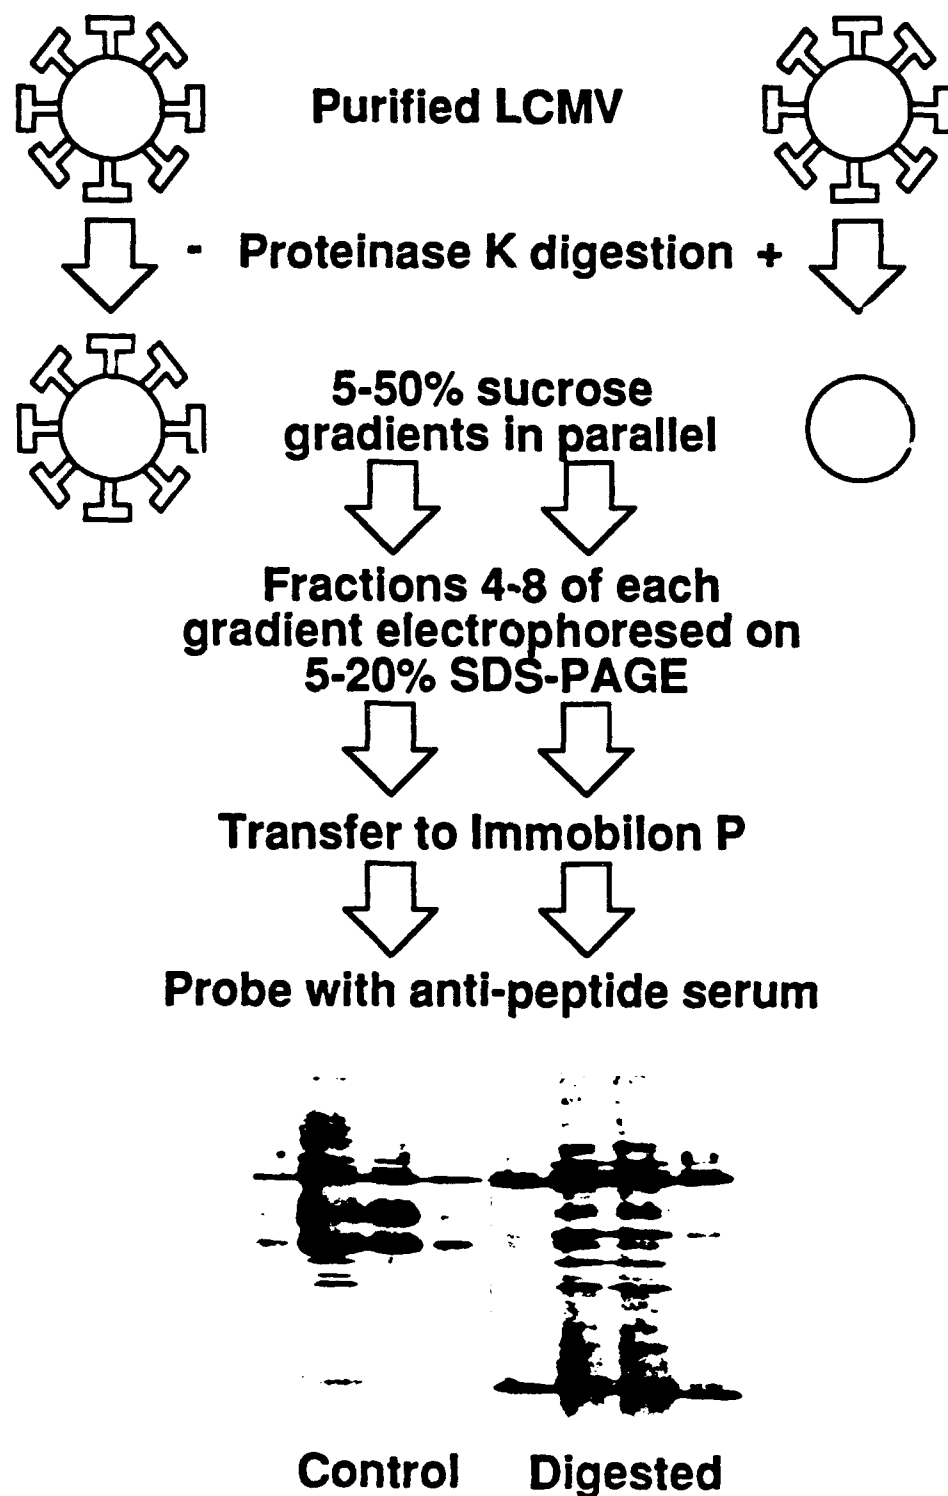 Purified LCMV
- Proteinase K digestion +
5-50% sucrose
gradients in parallel
Fractions 4-8 of each
gradient electrophoresed on
5-20% SDS-PAGE
Transfer to Immobilon P
Probe with anti-peptide serum
Control Digested